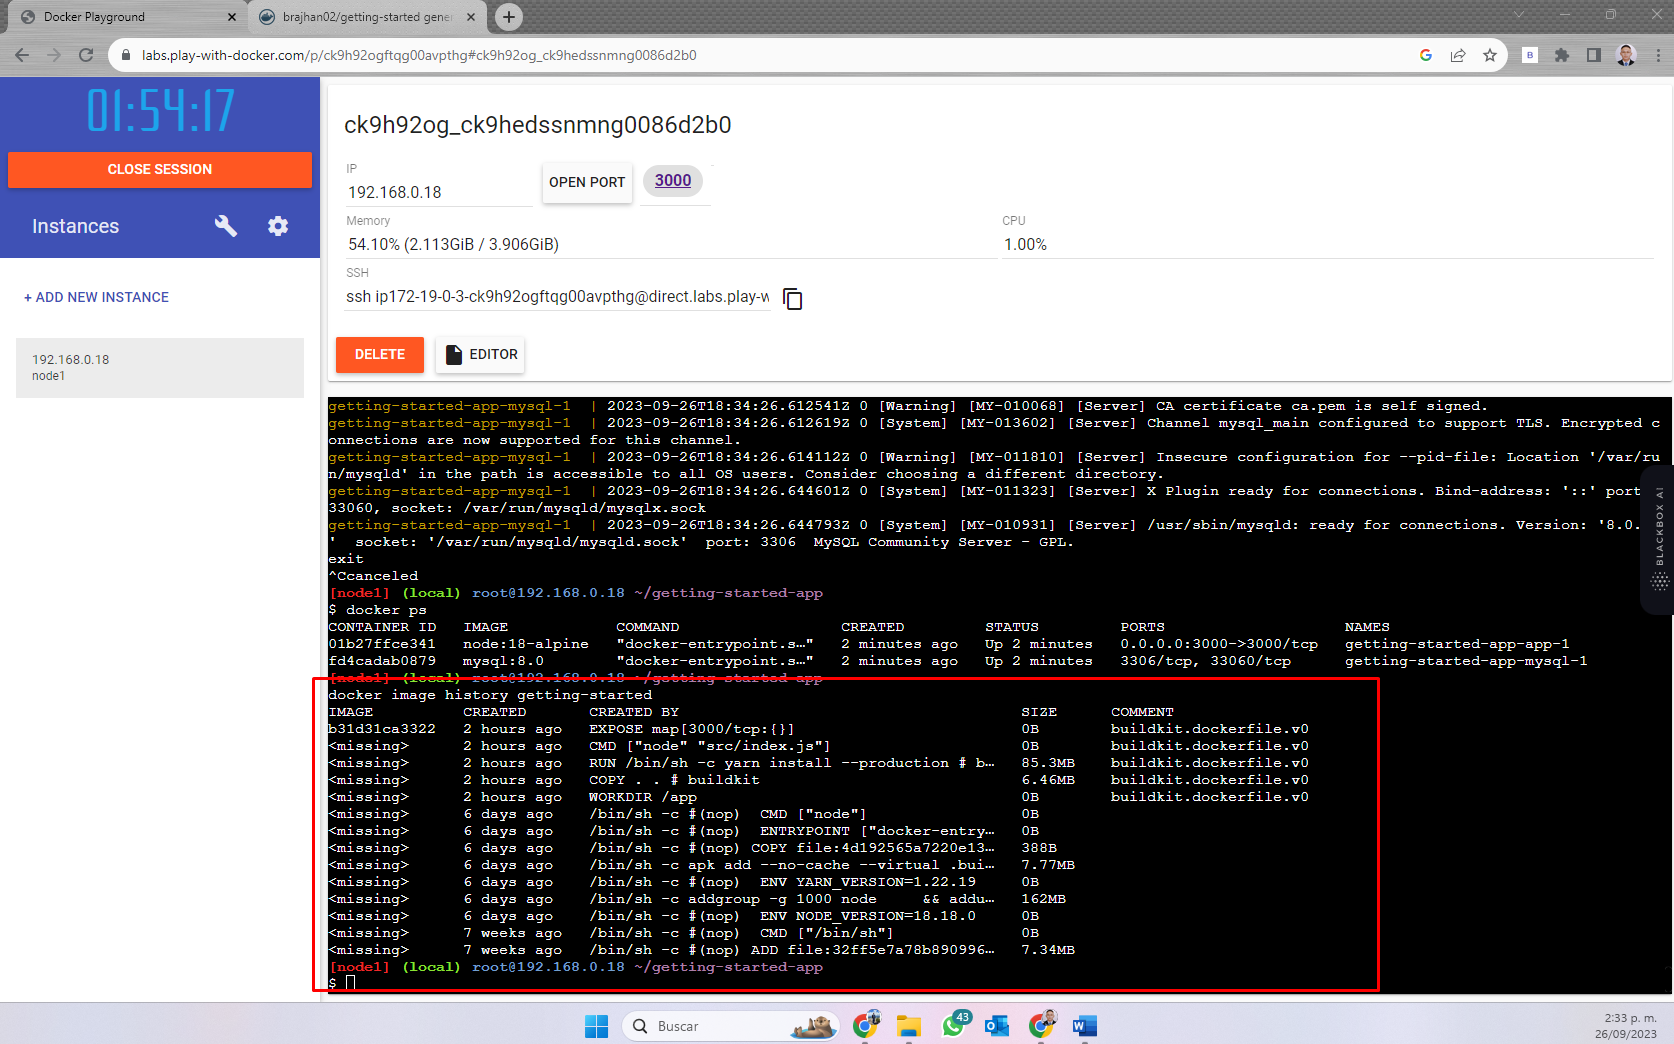 Docker Playground
brajhan02/getting-started gene
labs.play-with-docker.com/p/ck9h92ogftqg00avpthg#ck9h92og_ck9hedssnmng0086d2b0
01:54:17
CLOSE SESSION
Instances
+ ADD NEW INSTANCE
192.168.0.18
node1
ck9h92og_ck9hedssnmng0086d2b0
IP
192.168.0.18
OPEN PORT
3000
Memory
54.10% (2.113GiB / 3.906GiB)
CPU
1.00%
SSH
ssh ip172-19-0-3-ck9h92ogftqg00avpthg@direct.labs.play-w
DELETE
EDITOR
getting-started-app-mysql-1  | 2023-09-26T18:34:26.612541Z 0 [Warning] [MY-010068] [Server] CA certificate ca.pem is self signed.
getting-started-app-mysql-1  | 2023-09-26T18:34:26.612619Z 0 [System] [MY-013602] [Server] Channel mysql_main configured to support TLS. Encrypted c
onnections are now supported for this channel.
getting-started-app-mysql-1  | 2023-09-26T18:34:26.614112Z 0 [Warning] [MY-011810] [Server] Insecure configuration for --pid-file: Location '/var/ru
n/mysqld' in the path is accessible to all OS users. Consider choosing a different directory.
getting-started-app-mysql-1  | 2023-09-26T18:34:26.644601Z 0 [System] [MY-011323] [Server] X Plugin ready for connections. Bind-address: '::' port
33060, socket: /var/run/mysqld/mysqlx.sock
getting-started-app-mysql-1  | 2023-09-26T18:34:26.644793Z 0 [System] [MY-010931] [Server] /usr/sbin/mysqld: ready for connections. Version: '8.0.
'  socket: '/var/run/mysqld/mysqld.sock'  port: 3306  MySQL Community Server - GPL.
exit
^Ccanceled
[node1] (local) root@192.168.0.18 ~/getting-started-app
$ docker ps
CONTAINER ID   IMAGE            COMMAND                  CREATED         STATUS         PORTS                    NAMES
01b27ffce341   node:18-alpine   "docker-entrypoint.s…"   2 minutes ago   Up 2 minutes   0.0.0.0:3000->3000/tcp   getting-started-app-app-1
fd4cadab0879   mysql:8.0        "docker-entrypoint.s…"   2 minutes ago   Up 2 minutes   3306/tcp, 33060/tcp      getting-started-app-mysql-1
[node1] (local) root@192.168.0.18 ~/getting-started-app
docker image history getting-started
IMAGE          CREATED       CREATED BY                                      SIZE      COMMENT
b31d31ca3322   2 hours ago   EXPOSE map[3000/tcp:{}]                         0B        buildkit.dockerfile.v0
<missing>      2 hours ago   CMD ["node" "src/index.js"]                     0B        buildkit.dockerfile.v0
<missing>      2 hours ago   RUN /bin/sh -c yarn install --production # b…   85.3MB    buildkit.dockerfile.v0
<missing>      2 hours ago   COPY . . # buildkit                             6.46MB    buildkit.dockerfile.v0
<missing>      2 hours ago   WORKDIR /app                                    0B        buildkit.dockerfile.v0
<missing>      6 days ago    /bin/sh -c #(nop)  CMD ["node"]                 0B
<missing>      6 days ago    /bin/sh -c #(nop)  ENTRYPOINT ["docker-entry…   0B
<missing>      6 days ago    /bin/sh -c #(nop) COPY file:4d192565a7220e13…   388B
<missing>      6 days ago    /bin/sh -c apk add --no-cache --virtual .bui…   7.77MB
<missing>      6 days ago    /bin/sh -c #(nop)  ENV YARN_VERSION=1.22.19     0B
<missing>      6 days ago    /bin/sh -c addgroup -g 1000 node     && addu…   162MB
<missing>      6 days ago    /bin/sh -c #(nop)  ENV NODE_VERSION=18.18.0     0B
<missing>      7 weeks ago   /bin/sh -c #(nop)  CMD ["/bin/sh"]              0B
<missing>      7 weeks ago   /bin/sh -c #(nop) ADD file:32ff5e7a78b890996…   7.34MB
[node1] (local) root@192.168.0.18 ~/getting-started-app
$
BLACKBOX AI
Buscar
43
2:33 p. m.
26/09/2023